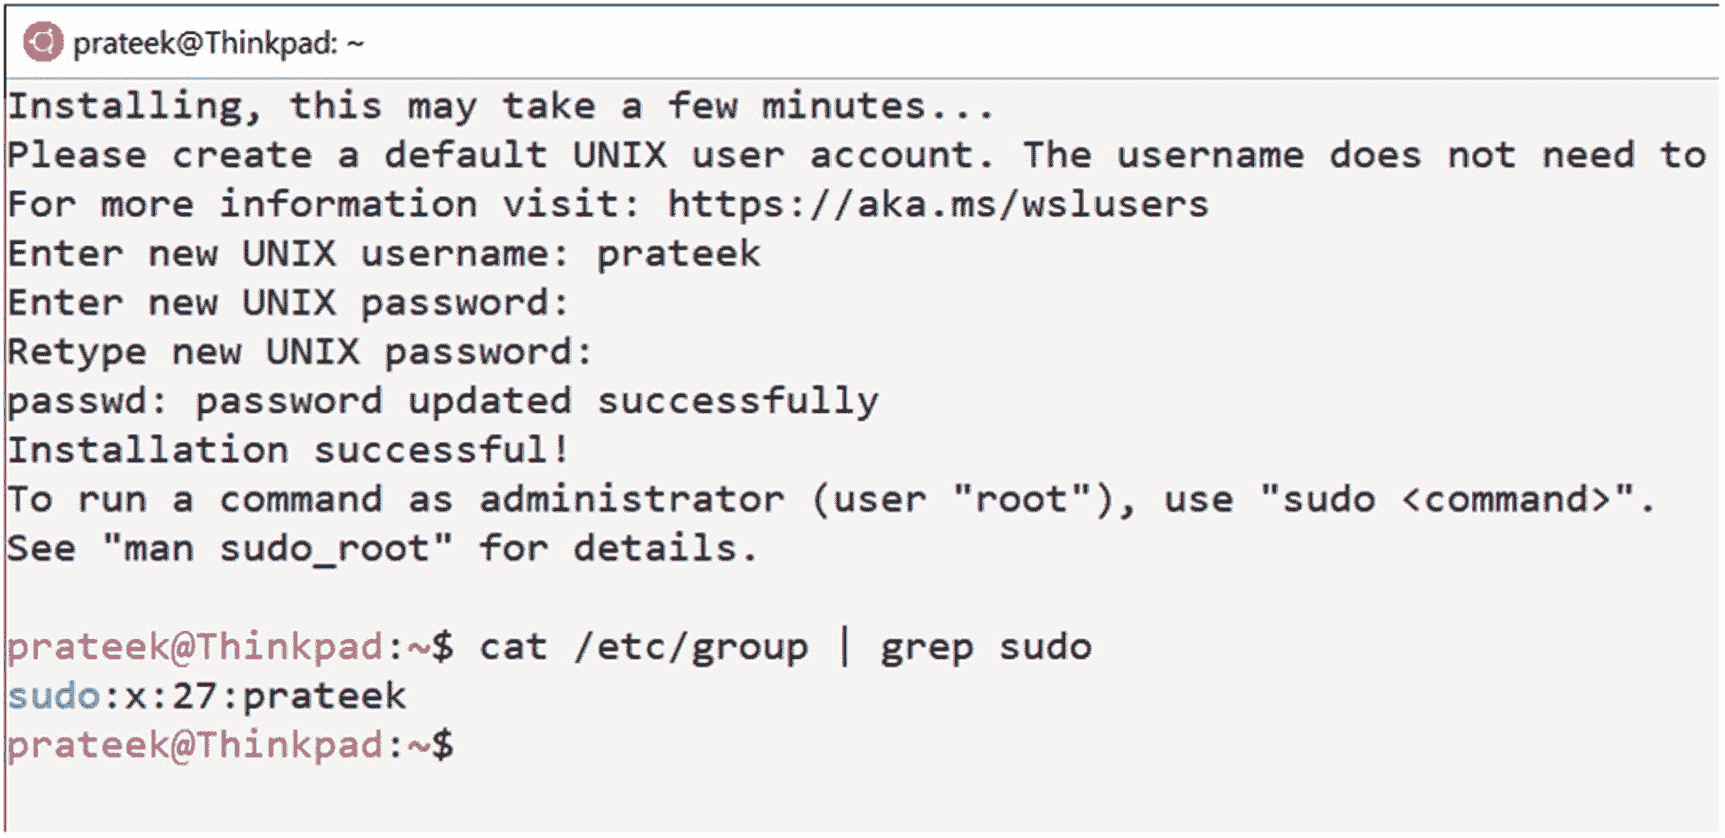 prateek@Thinkpad: ~
Installing, this may take a few minutes...
Please create a default UNIX user account. The username does not need to
For more information visit: https://aka.ms/wslusers
Enter new UNIX username: prateek
Enter new UNIX password:
Retype new UNIX password:
passwd: password updated successfully
Installation successful!
To run a command as administrator (user "root"), use "sudo <command>".
See "man sudo_root" for details.
prateek@Thinkpad:~$ cat /etc/group | grep sudo
sudo:x:27:prateek
prateek@Thinkpad:~$